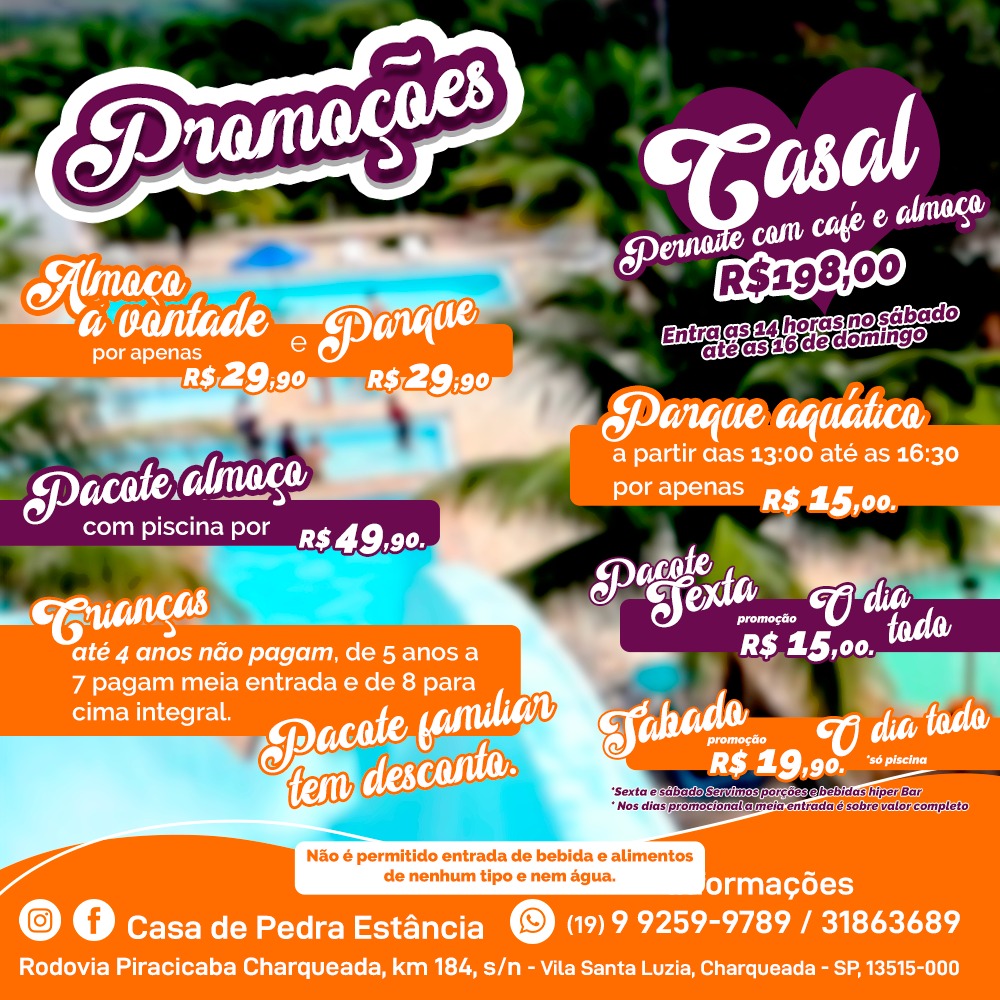 Promoções
Almoço
á vontade
por apenas
R$ 29,90
e
Parque
R$ 29,90
Pacote almoço
com piscina por
R$ 49,90.
Crianças
até 4 anos não pagam, de 5 anos a
7 pagam meia entrada e de 8 para
cima integral.
Pacote familiar
tem desconto.
Casal
Pernoite com café e almoço
R$198,00
Entra as 14 horas no sábado
até as 16 de domingo
Parque aquático
a partir das 13:00 até as 16:30
por apenas R$ 15,00.
Pacote
Sexta
promoção
R$ 15,00.
O dia
todo
Sabado
promoção
R$ 19,90.
O dia todo
*só piscina
*Sexta e sábado Servimos porções e bebidas hiper Bar
* Nos dias promocional a meia entrada é sobre valor completo
Não é permitido entrada de bebida e alimentos
de nenhum tipo e nem água.
ormações
Casa de Pedra Estância
(19) 9 9259-9789 / 31863689
Rodovia Piracicaba Charqueada, km 184, s/n - Vila Santa Luzia, Charqueada - SP, 13515-000